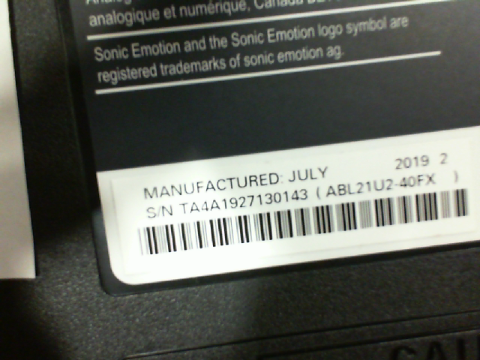 analogique et numérique, Canada
Sonic Emotion and the Sonic Emotion logo symbol are
registered trademarks of sonic emotion ag.
MANUFACTURED: JULY 2019 2
S/N TA4A1927130143 ( ABL21U2-40FX )